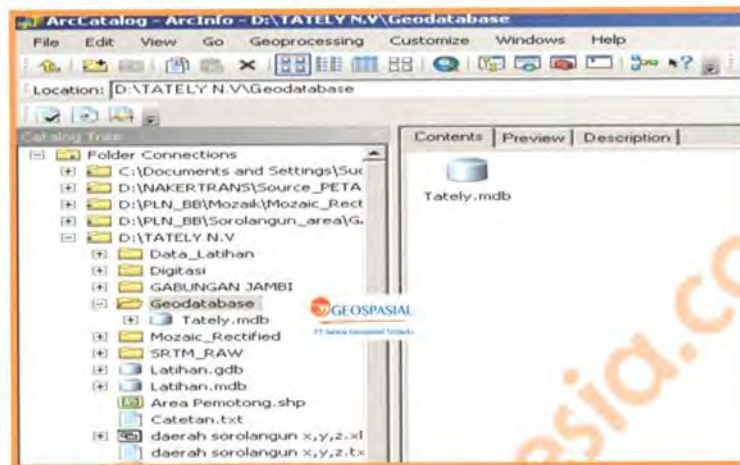 ArcCatalog - ArcInfo - D:\TATELY N.V\Geodatabase
File Edit View Go Geoprocessing Customize Windows Help
Location: D:\TATELY N.V\Geodatabase
Catalog Tree
Folder Connections
C:\Documents and Settings\Suc
D:\NAKERTRANS\Source_PETA
D:\PLN_BB\Mozaik\Mozaic_Rect
D:\PLN_BB\Sorolangun_area\G
D:\TATELY N.V
Data_Latihan
Digitasi
GABUNGAN JAMBI
Geodatabase
Tately.mdb
Mozaic_Rectified
SRTM_RAW
Latihan.gdb
Latihan.mdb
Area Pemotong.shp
Catetan.txt
daerah sorolangun x,y,z.xl
daerah sorolangun x,y,z.tx
Contents Preview Description
Tately.mdb
GEOSPASIAL
esia.co